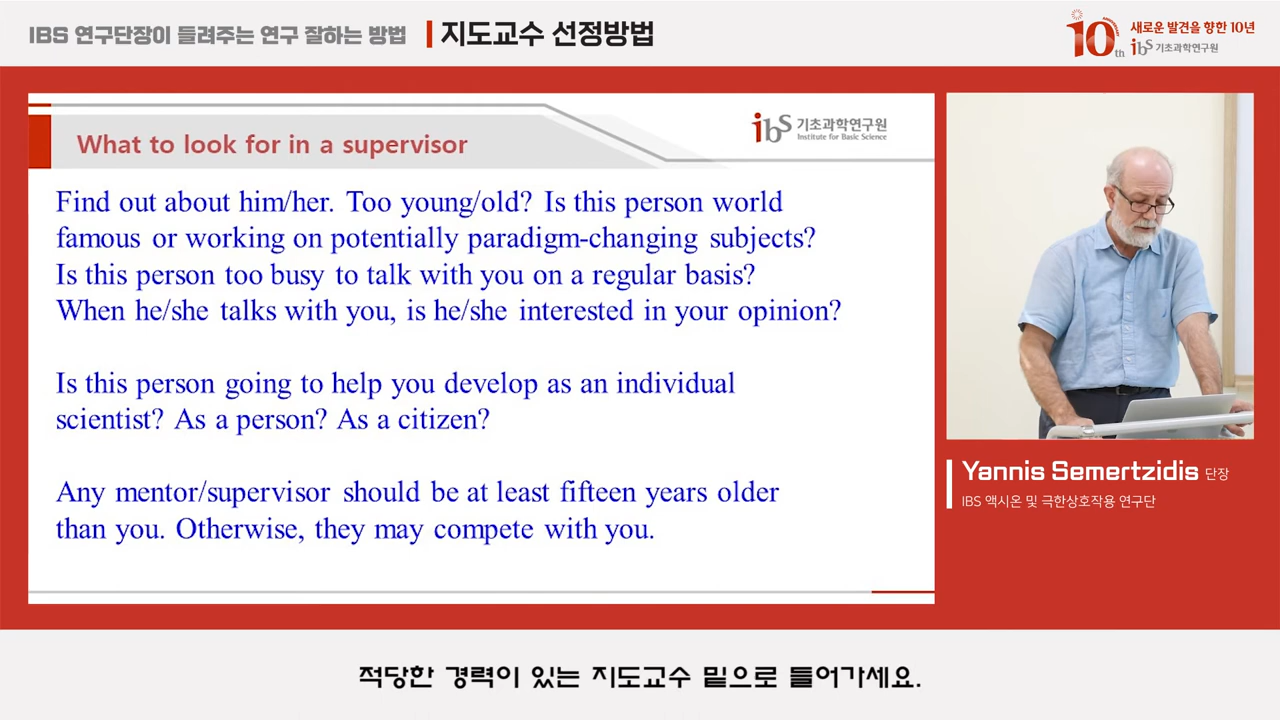 IBS 연구단장이 들려주는 연구 잘하는 방법
지도교수 선정방법
10th
새로운 발견을 향한 10년
ibS 기초과학연구원
What to look for in a supervisor
ibS 기초과학연구원
Institute for Basic Science
Find out about him/her. Too young/old? Is this person world
famous or working on potentially paradigm-changing subjects?
Is this person too busy to talk with you on a regular basis?
When he/she talks with you, is he/she interested in your opinion?
Is this person going to help you develop as an individual
scientist? As a person? As a citizen?
Any mentor/supervisor should be at least fifteen years older
than you. Otherwise, they may compete with you.
Yannis Semertzidis 단장
IBS 액시온 및 극한상호작용 연구단
적당한 경력이 있는 지도교수 밑으로 들어가세요.